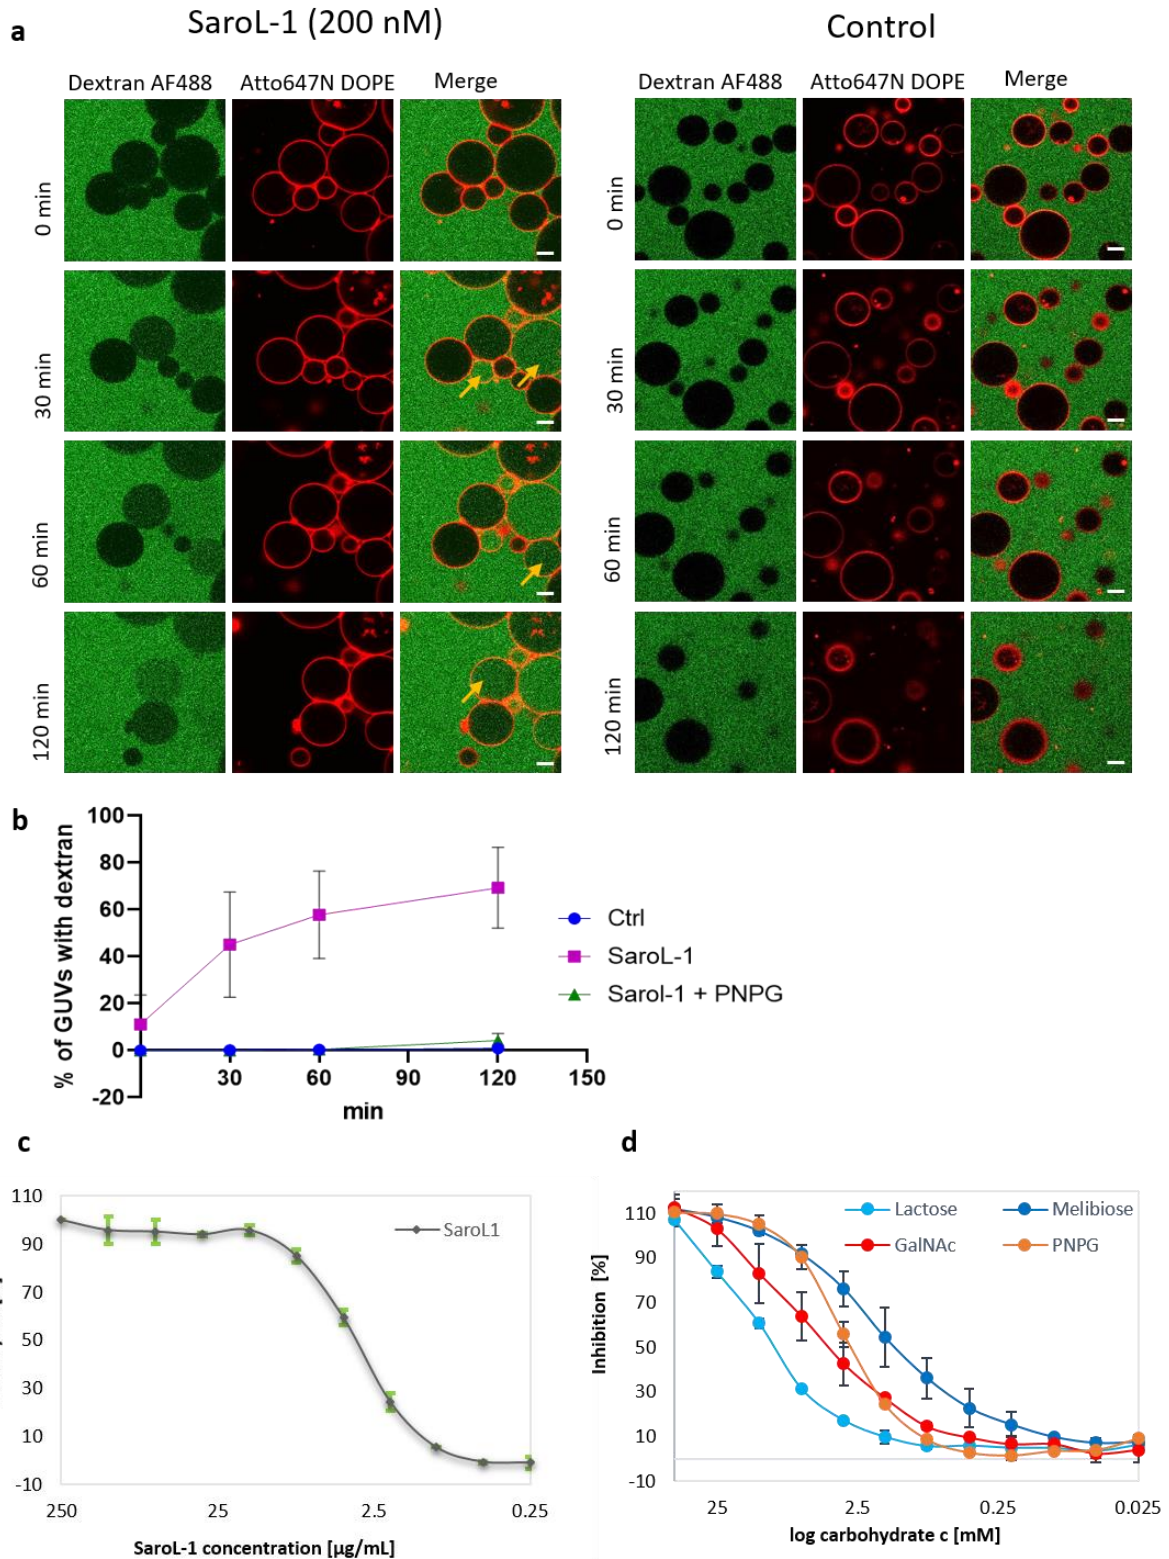 a
SaroL-1 (200 nM)
Control
Dextran AF488
Atto647N DOPE
Merge
Dextran AF488
Atto647N DOPE
Merge
0 min
0 min
30 min
30 min
60 min
60 min
120 min
120 min
b
% of GUVs with dextran
100
80
60
40
20
0
-20
30
60
90
120
150
min
Ctrl
SaroL-1
Sarol-1 + PNPG
c
110
90
70
50
30
10
-10
SaroL1
250
25
2.5
0.25
SaroL-1 concentration [µg/mL]
d
Inhibition [%]
110
90
70
50
30
10
-10
Lactose
Melibiose
GalNAc
PNPG
25
2.5
0.25
0.025
log carbohydrate c [mM]